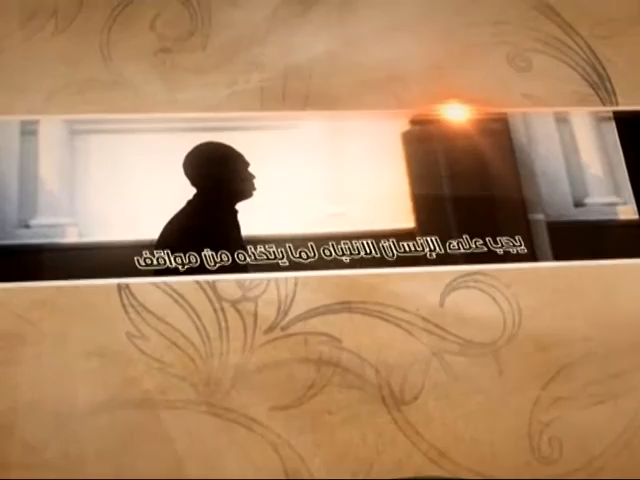 يجب على الإنسان الانتباه لما يتخذه من مواقف